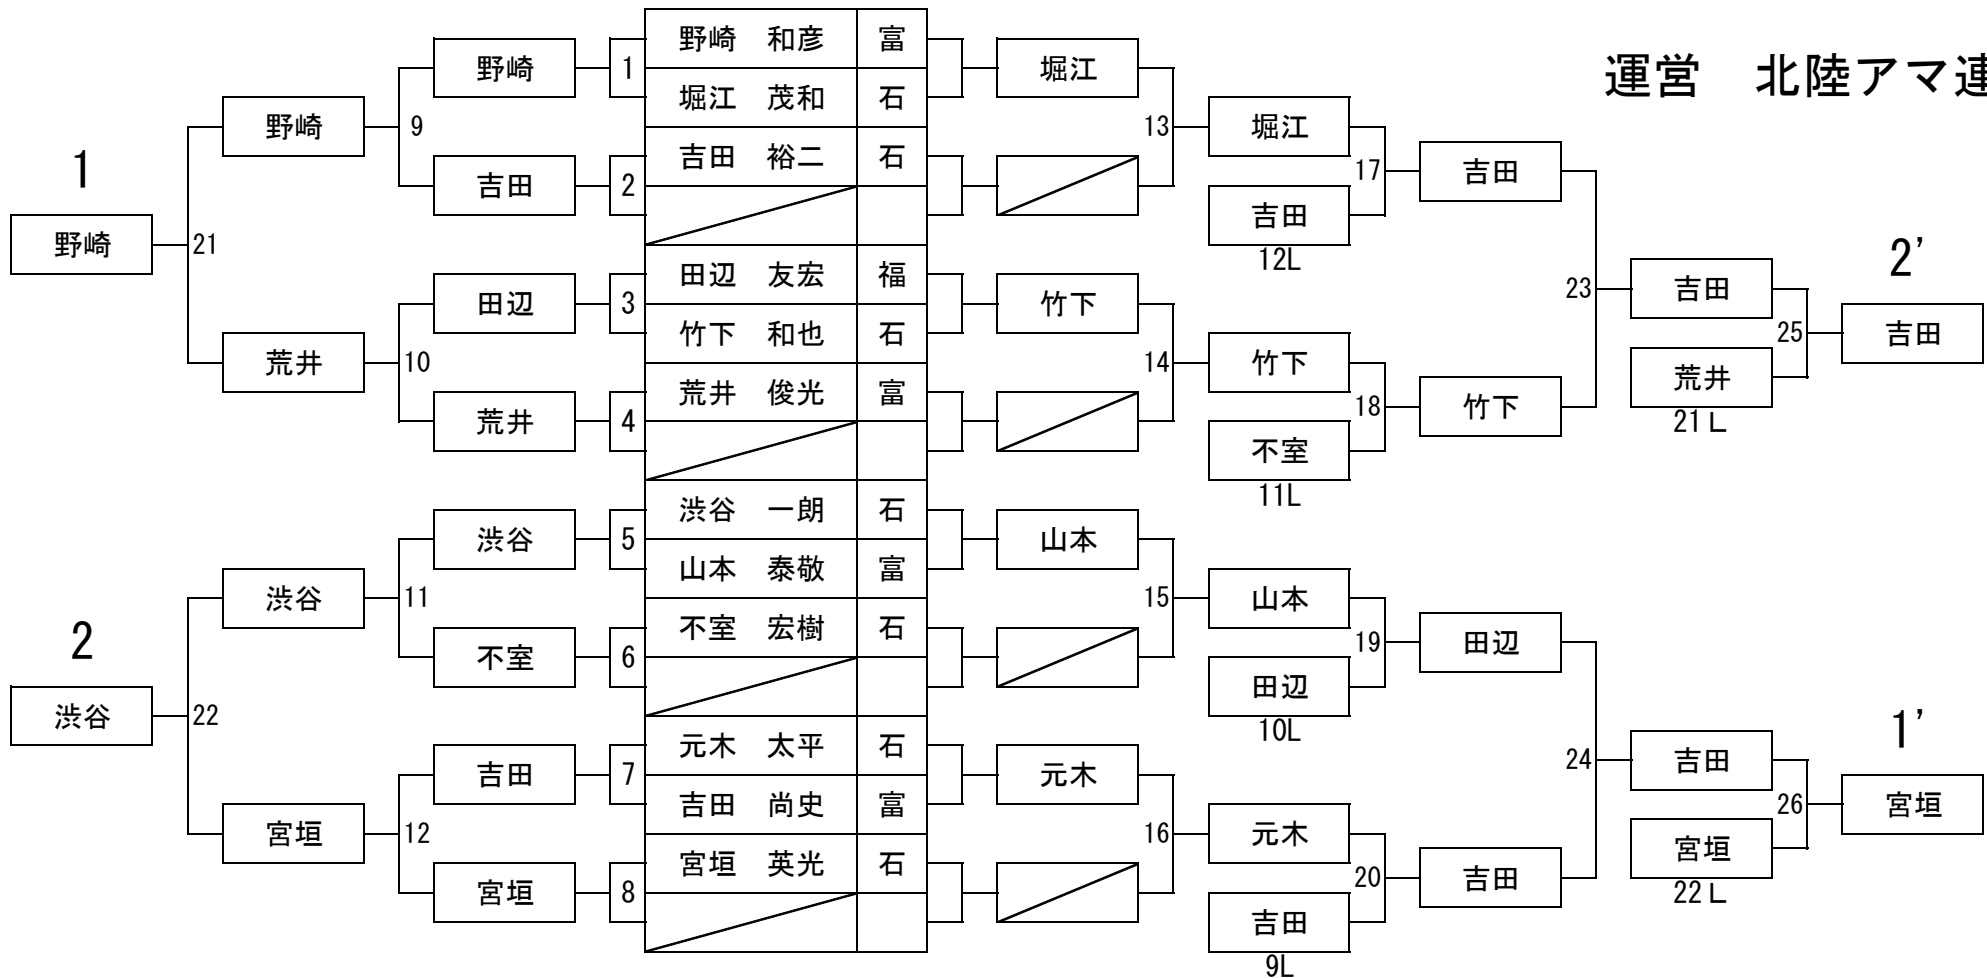 運営　北陸アマ連
野崎　和彦 富
堀江　茂和 石
吉田　裕二 石
田辺　友宏 福
竹下　和也 石
荒井　俊光 富
渋谷　一朗 石
山本　泰敬 富
不室　宏樹 石
元木　太平 石
吉田　尚史 富
宮垣　英光 石
1
2
3
4
5
6
7
8
野崎
吉田
田辺
荒井
渋谷
不室
吉田
宮垣
9
10
11
12
野崎
荒井
渋谷
宮垣
21
22
1
野崎
2
渋谷
堀江
竹下
山本
元木
13
14
15
16
堀江
吉田
12L
竹下
不室
11L
山本
田辺
10L
元木
吉田
9L
17
18
19
20
吉田
竹下
田辺
吉田
23
24
吉田
荒井
21L
吉田
宮垣
22L
25
26
2’
吉田
1’
宮垣